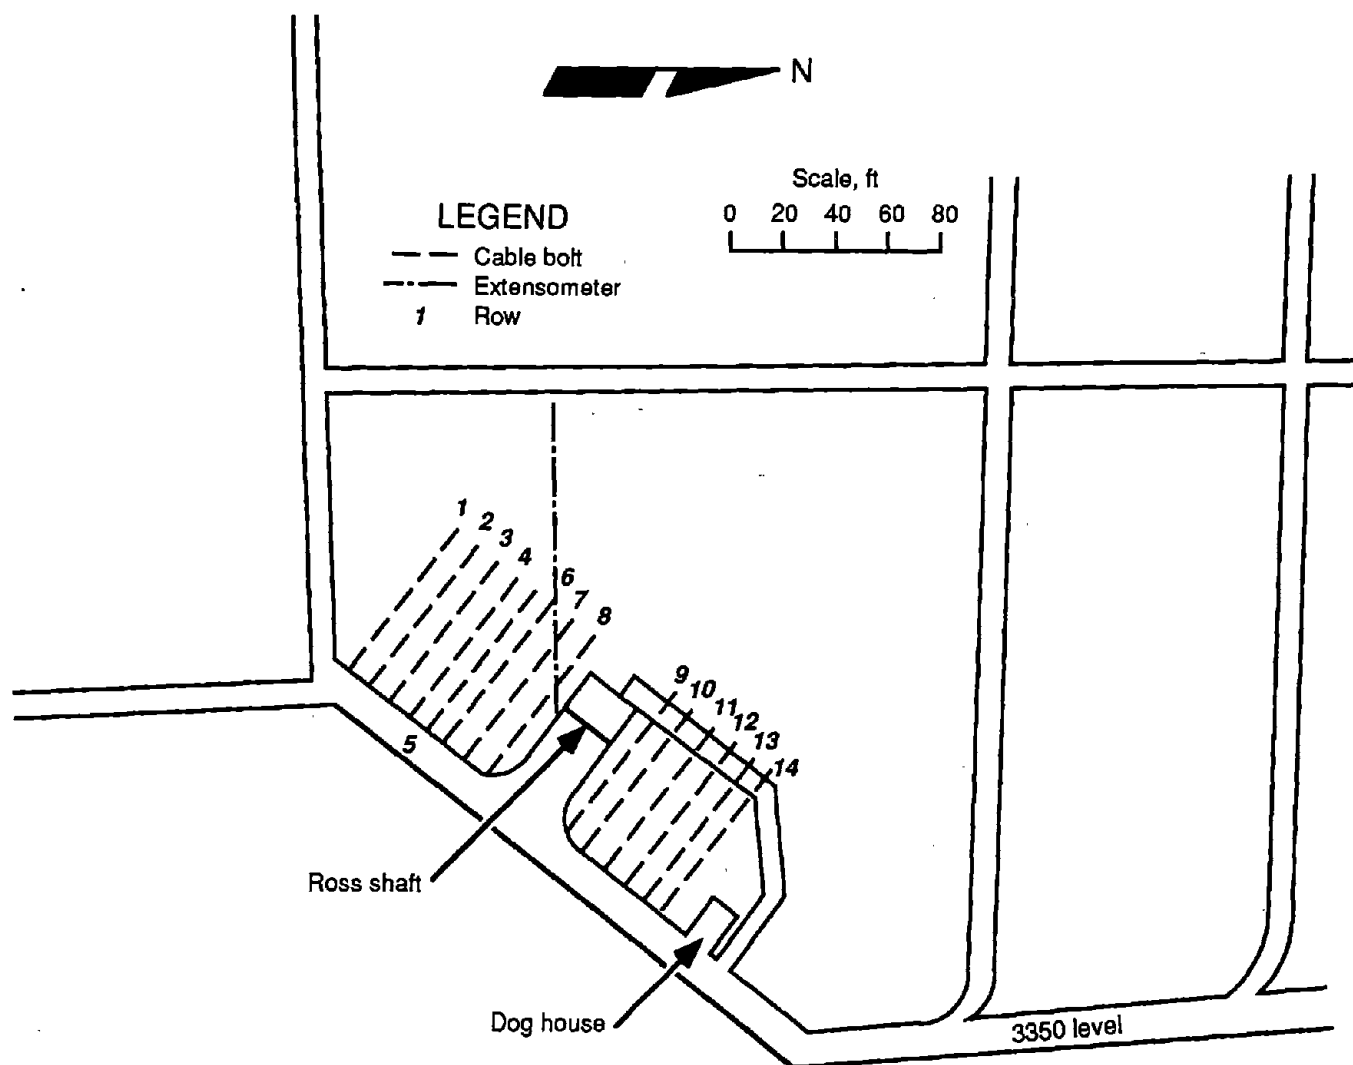 N
Scale, ft
0 20 40 60 80
LEGEND
Cable bolt
Extensometer
1 Row
1
2
3
4
6
7
8
9
10
11
12
13
14
5
Ross shaft
Dog house
3350 level